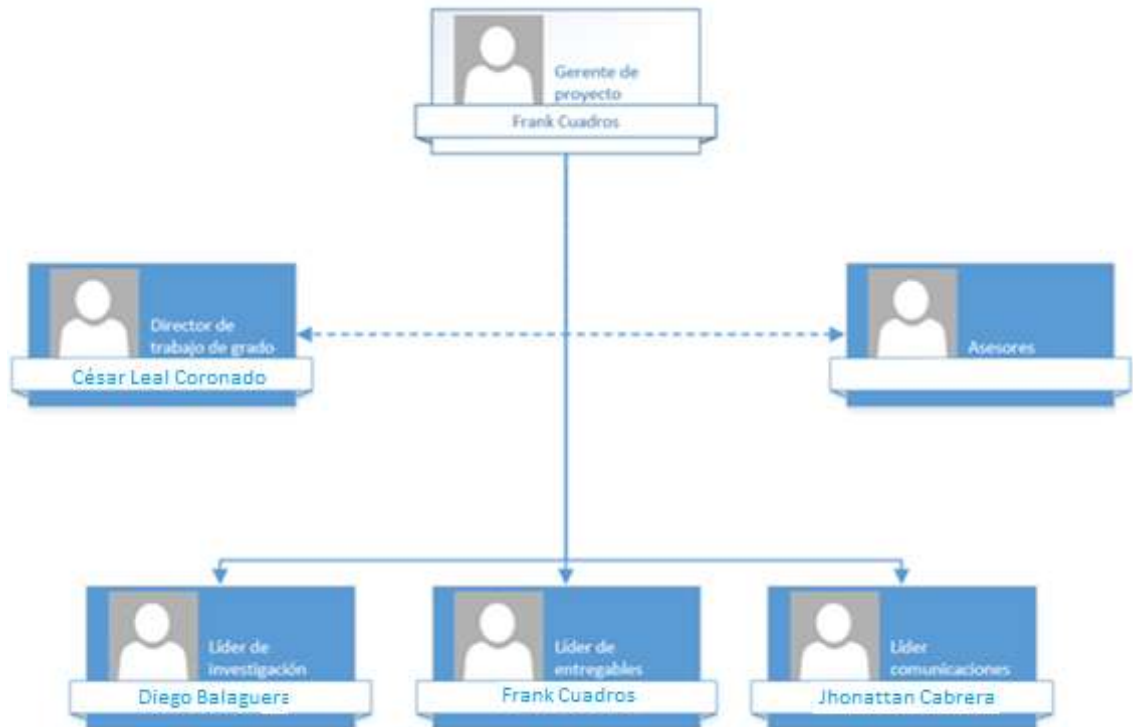 Gerente de
proyecto
Frank Cuadros
Director de
trabajo de grado
César Leal Coronado
Asesores
Líder de
investigación
Diego Balaguera
Líder de
entregables
Frank Cuadros
Líder
comunicaciones
Jhonattan Cabrera